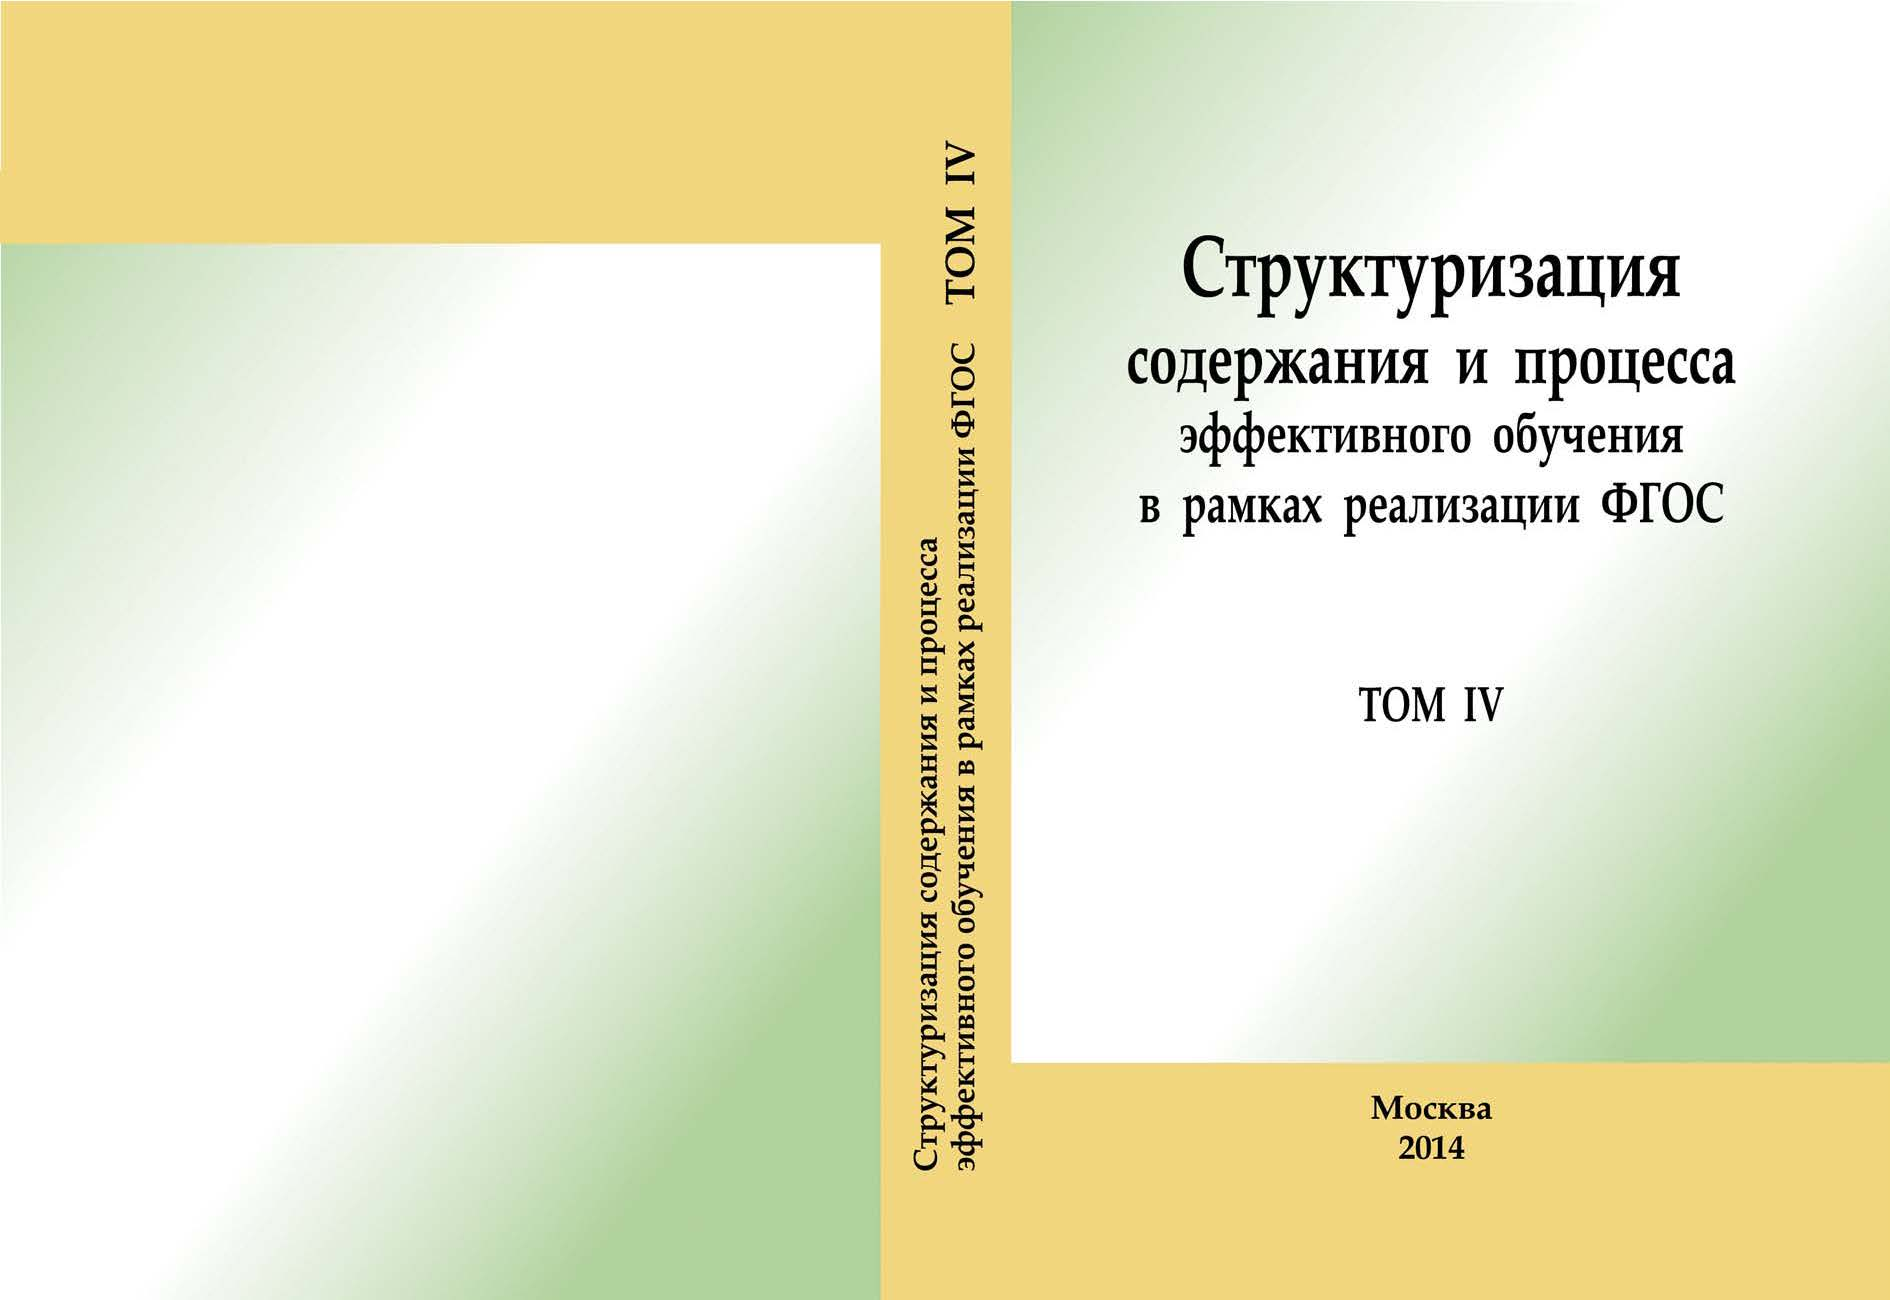 Структуризация содержания и процесса
эффективного обучения в рамках реализации ФГОС ТОМ IV
Структуризация
содержания и процесса
эффективного обучения
в рамках реализации ФГОС
ТОМ IV
Москва
2014